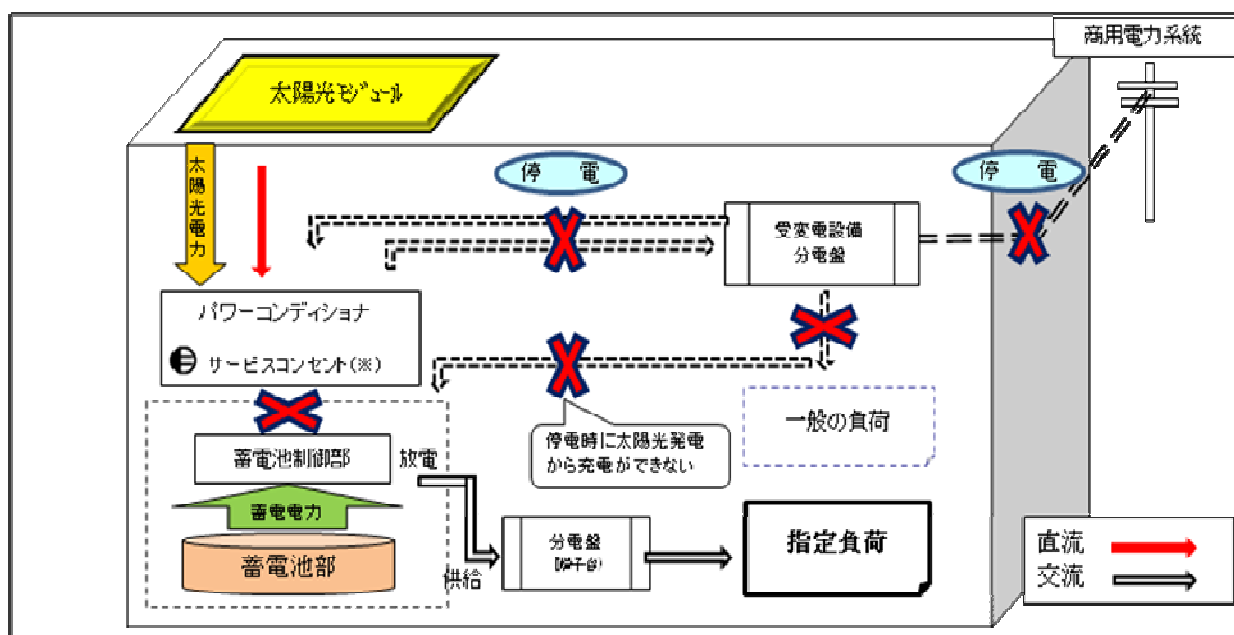 商用電力系統
太陽光モジュール
太陽光電力
停 電
停 電
受変電設備
分電盤
パワーコンディショナ
サービスコンセント(※)
一般の負荷
停電時に太陽光発電
から充電ができない
蓄電池制御部
放電
蓄電電力
蓄電池部
供給
分電盤
(端子台)
指定負荷
直流
交流